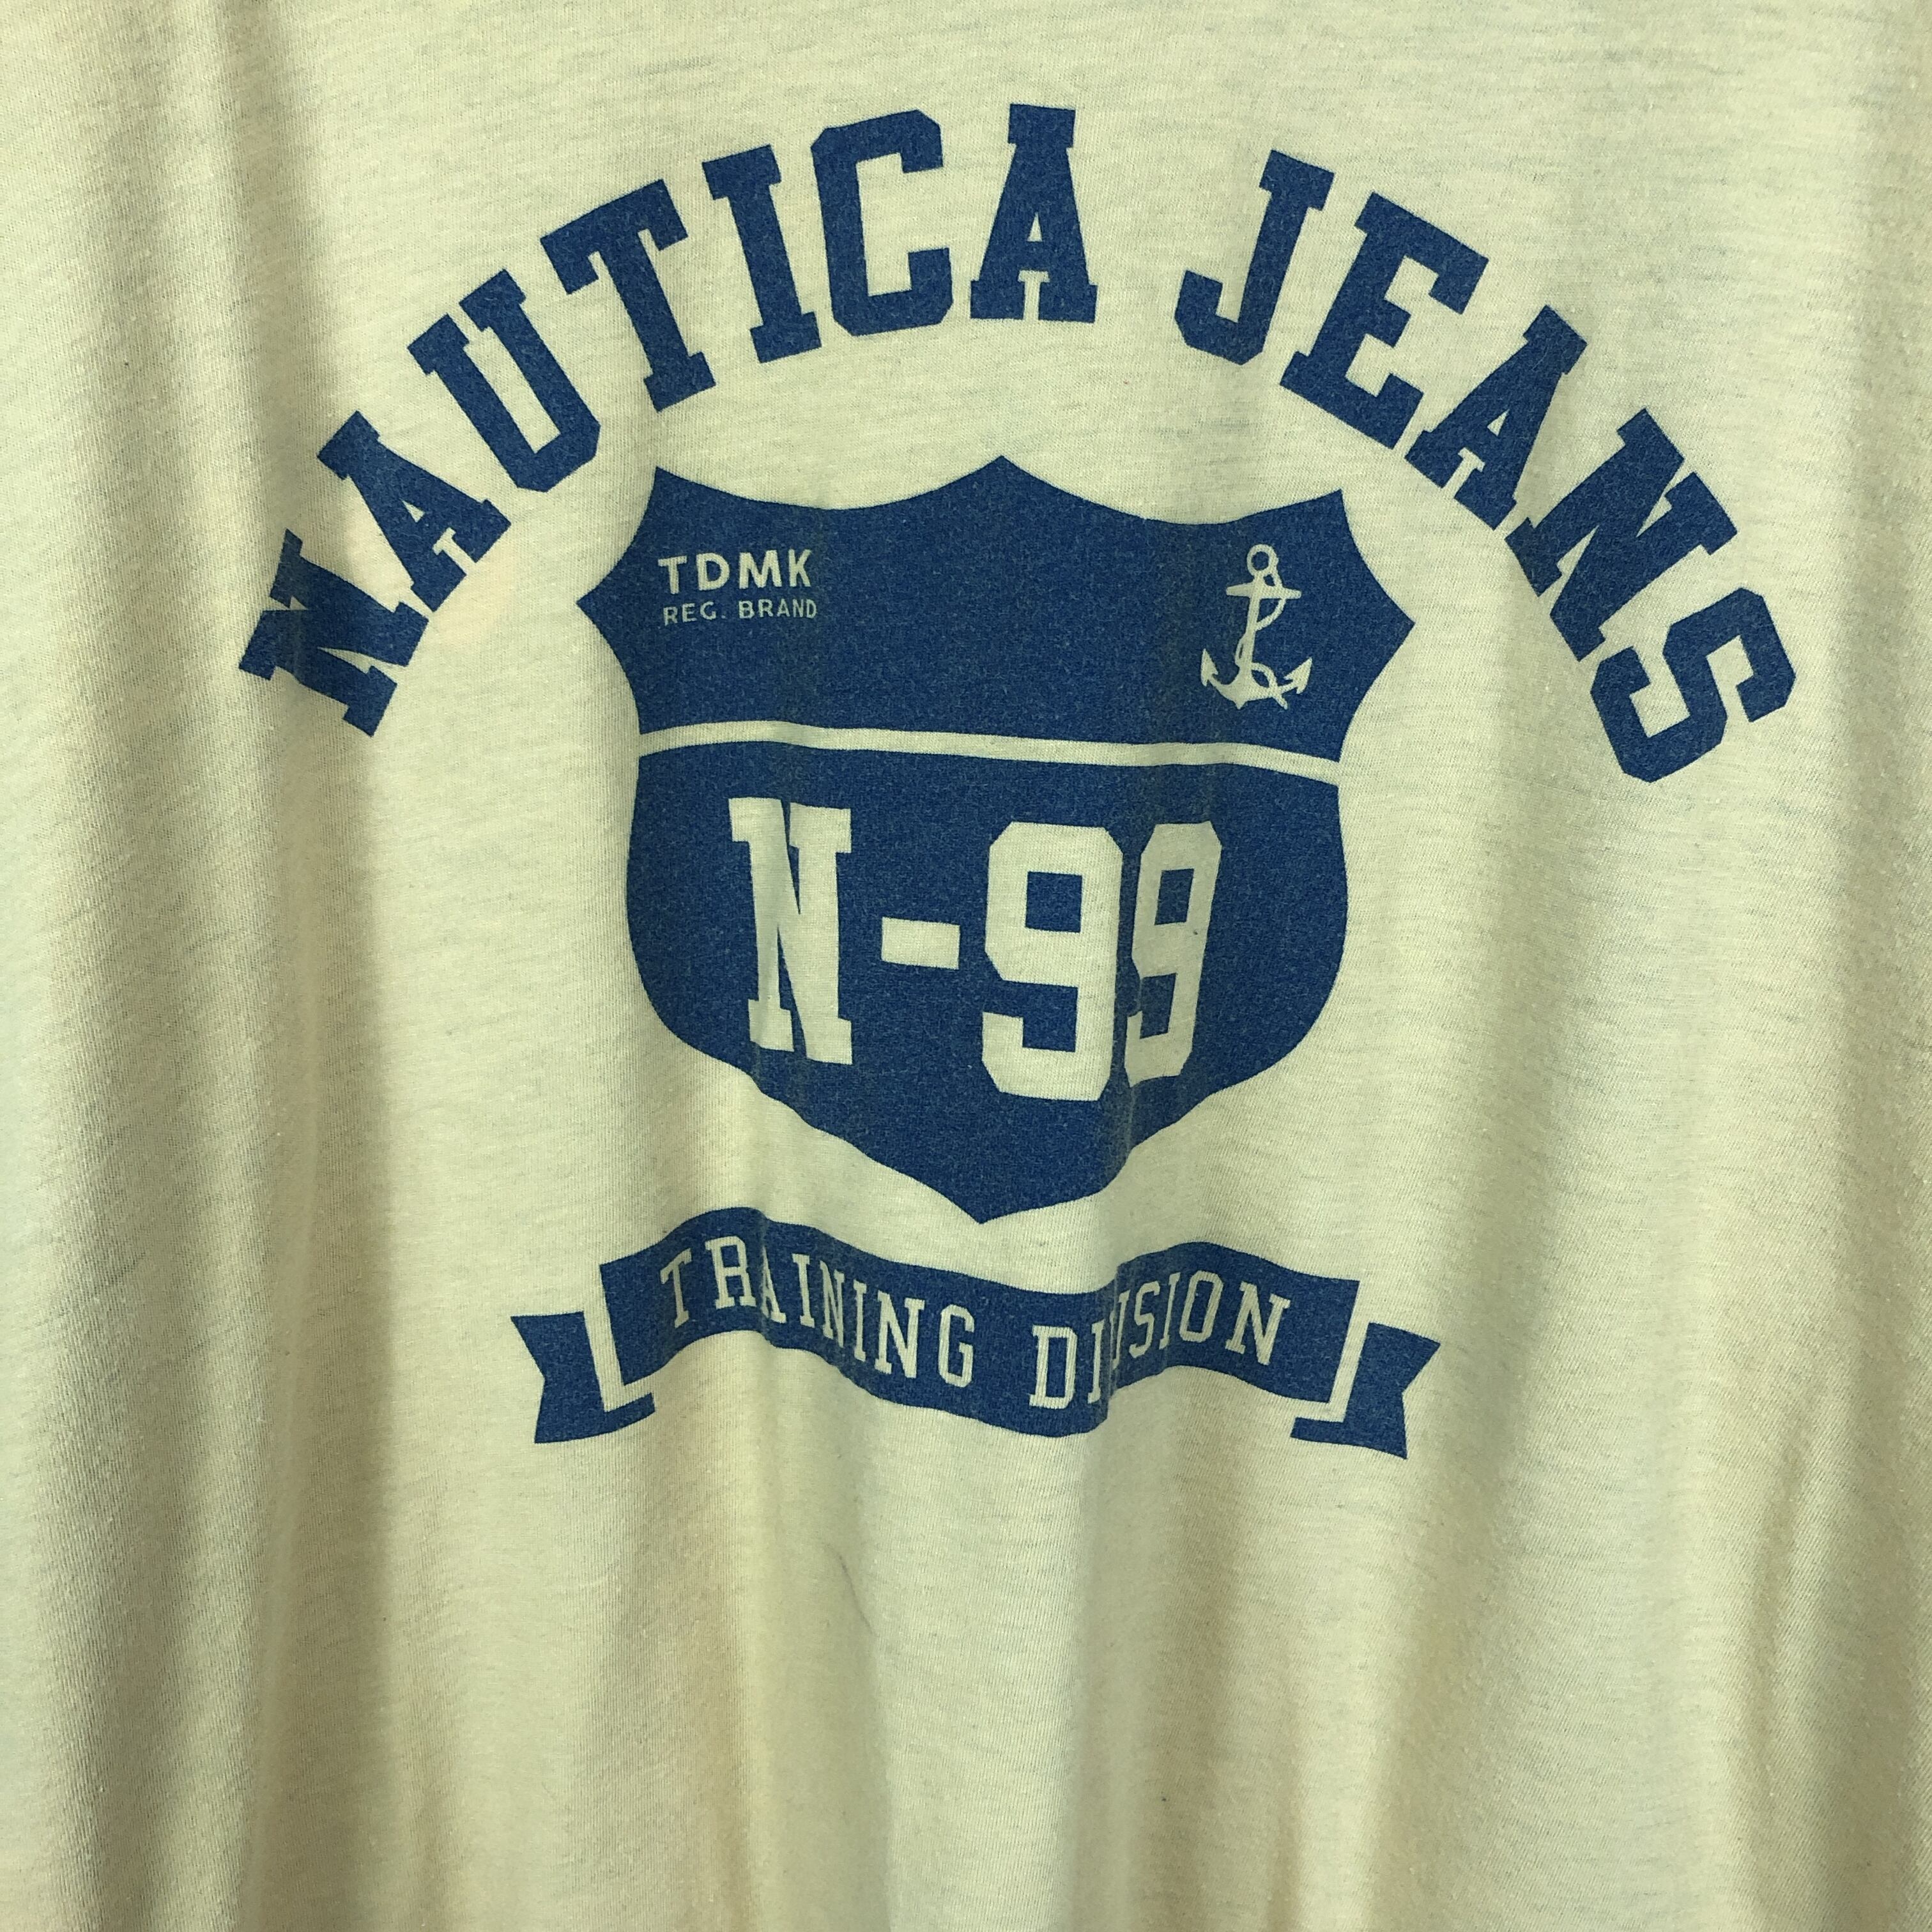 NAUTICA JEANS
TDMK
REG. BRAND
N-99
TRAINING DIVISION